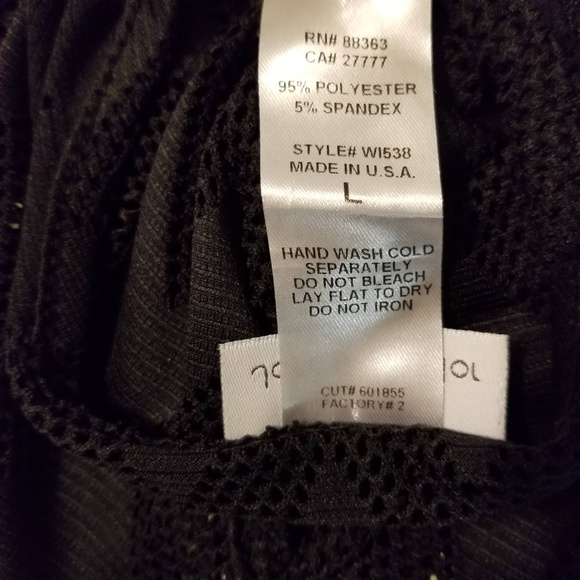 RN# 88363
CA# 27777
95% POLYESTER
5% SPANDEX
STYLE# WI538
MADE IN U.S.A.
L
HAND WASH COLD
SEPARATELY
DO NOT BLEACH
LAY FLAT TO DRY
DO NOT IRON
CUT# 601855
FACTORY# 2